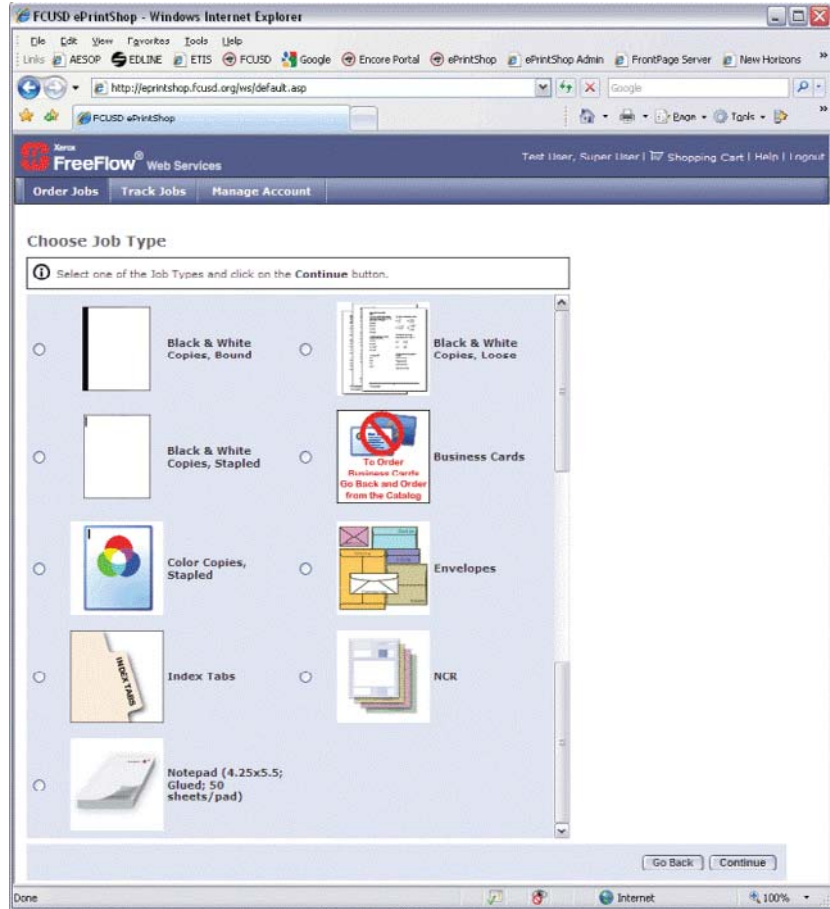 FCUSD ePrintShop - Windows Internet Explorer
File Edit View Favorites Tools Help
Links AESOP EDLINE ETIS FCUSD Google Encore Portal ePrintShop ePrintShop Admin FrontPage Server New Horizons »
http://eprintshop.fcusd.org/ws/default.asp
Google
FCUSD ePrintShop
Page Tools »
Xerox
FreeFlow® Web Services
Test User, Super User | Shopping Cart | Help | Logout
Order Jobs Track Jobs Manage Account
Choose Job Type
Select one of the Job Types and click on the Continue button.
Black & White
Copies, Bound
Black & White
Copies, Loose
Black & White
Copies, Stapled
To Order
Business Cards
Go Back and Order
from the Catalog
Business Cards
Color Copies,
Stapled
Envelopes
INDEX TABS
Index Tabs
NCR
Notepad (4.25x5.5;
Glued; 50
sheets/pad)
Go Back Continue
Done Internet 100%